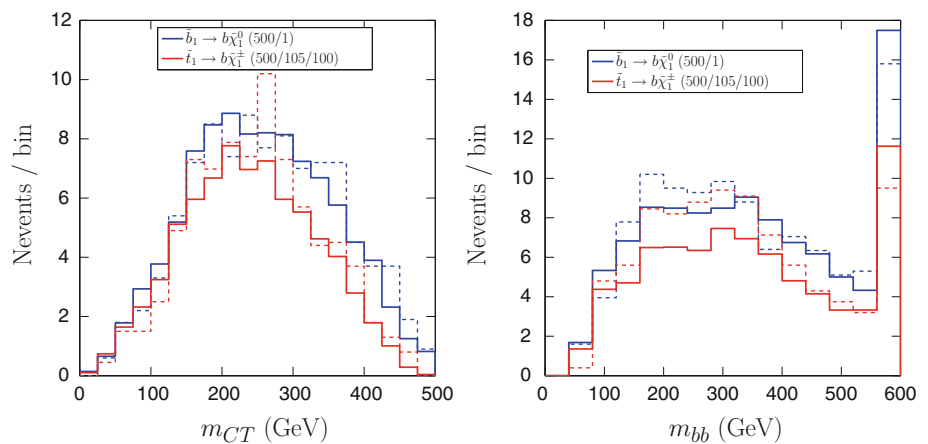 12
10
8
6
4
2
0
Nevents / bin
b̃₁ → bχ̃₁⁰ (500/1)
t̃₁ → bχ̃₁± (500/105/100)
0 100 200 300 400 500
m_CT (GeV)
18
16
14
12
10
8
6
4
2
0
Nevents / bin
b̃₁ → bχ̃₁⁰ (500/1)
t̃₁ → bχ̃₁± (500/105/100)
0 100 200 300 400 500 600
m_bb (GeV)